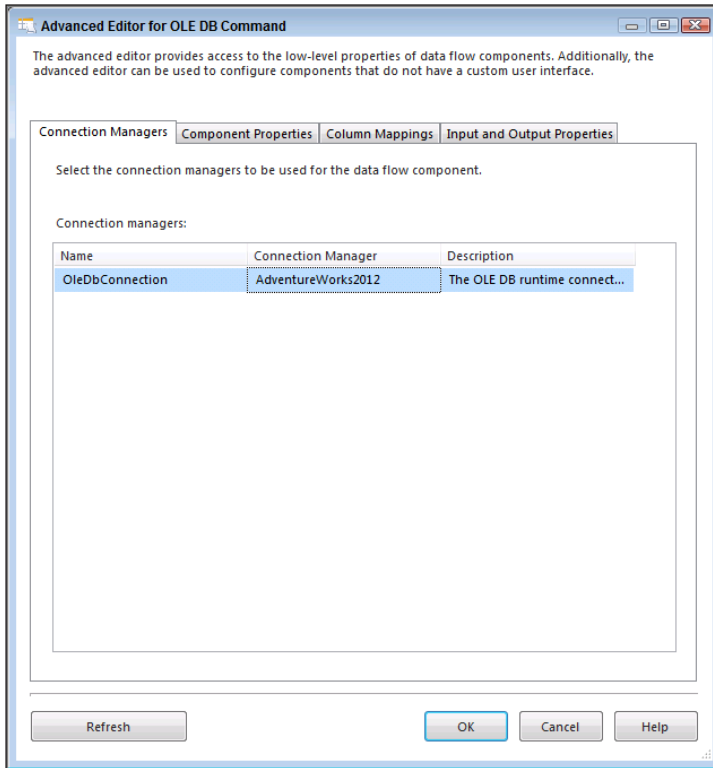 Advanced Editor for OLE DB Command
The advanced editor provides access to the low-level properties of data flow components. Additionally, the
advanced editor can be used to configure components that do not have a custom user interface.
Connection Managers Component Properties Column Mappings Input and Output Properties
Select the connection managers to be used for the data flow component.
Connection managers:
Name Connection Manager Description
OleDbConnection AdventureWorks2012 The OLE DB runtime connect...
Refresh OK Cancel Help